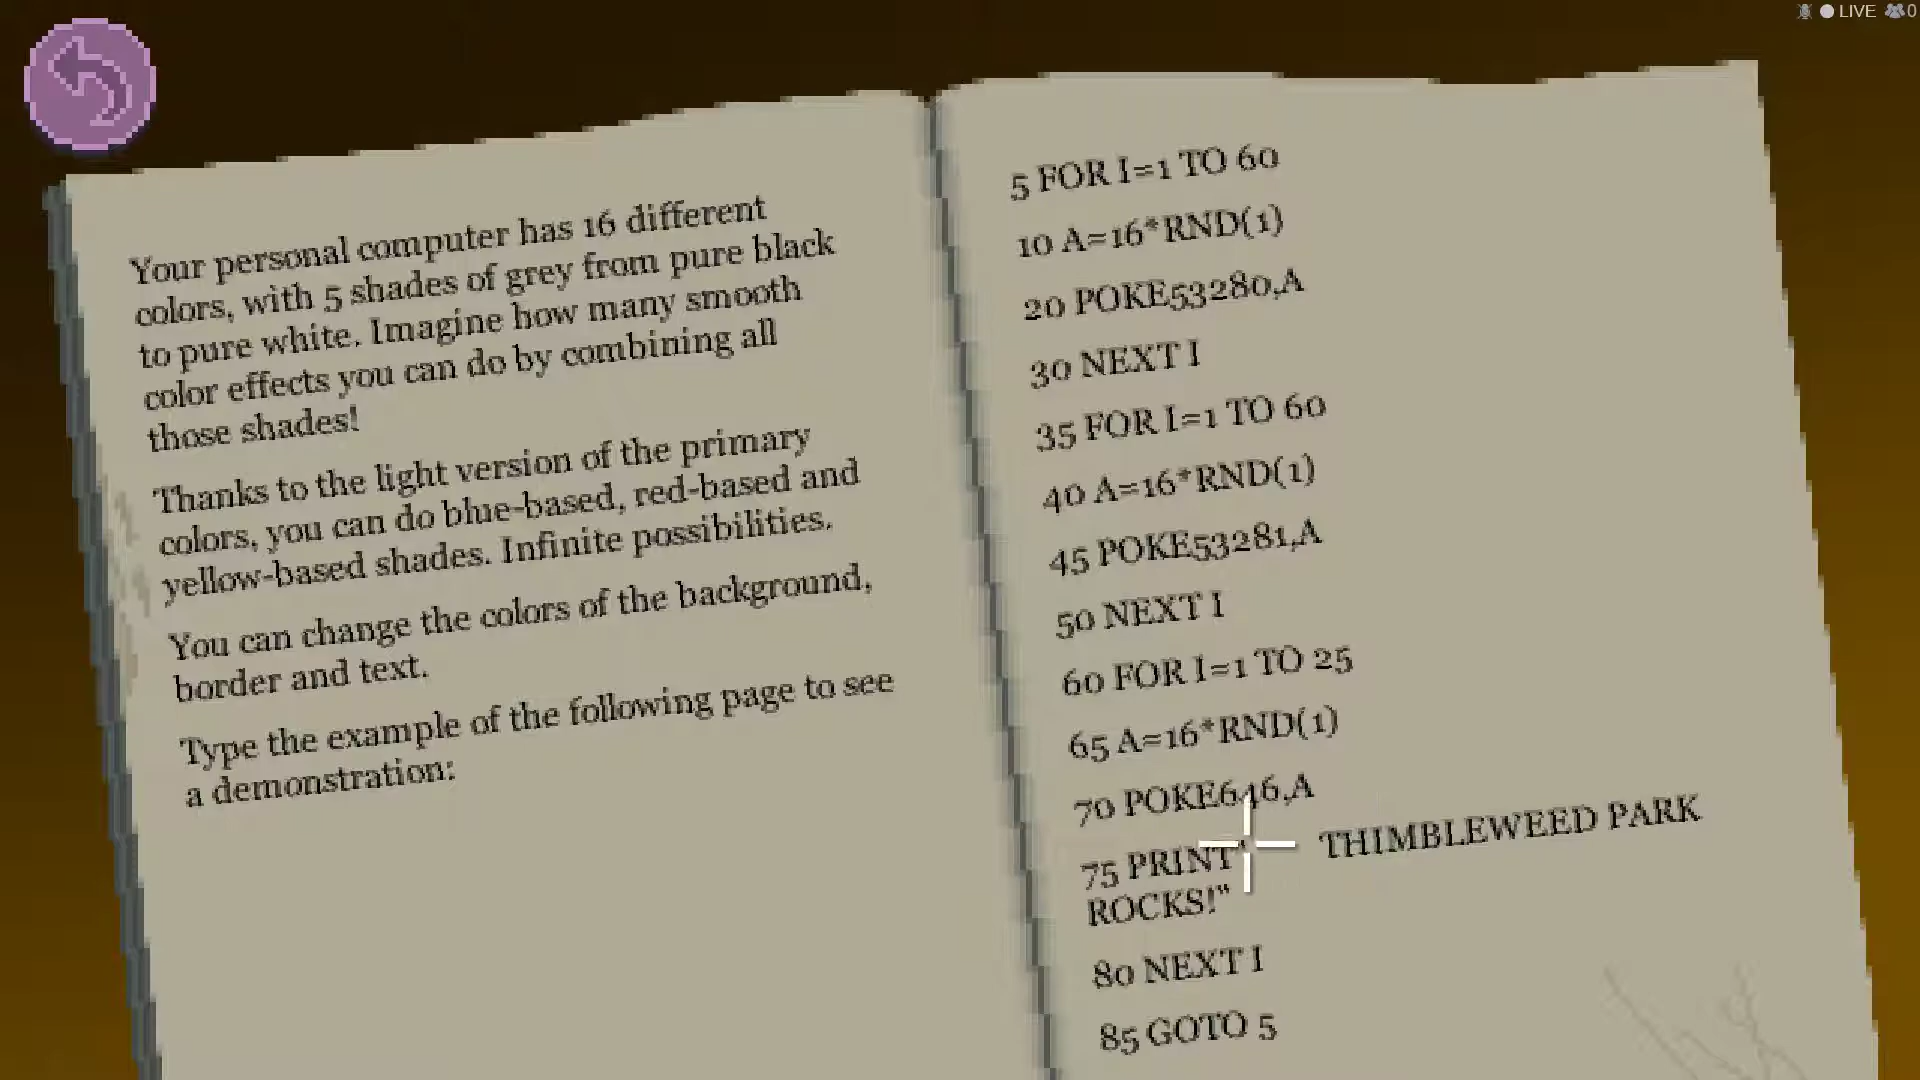 LIVE 0
Your personal computer has 16 different
colors, with 5 shades of grey from pure black
to pure white. Imagine how many smooth
color effects you can do by combining all
those shades!
Thanks to the light version of the primary
colors, you can do blue-based, red-based and
yellow-based shades. Infinite possibilities.
You can change the colors of the background,
border and text.
Type the example of the following page to see
a demonstration:
5 FOR I=1 TO 60
10 A=16*RND(1)
20 POKE53280,A
30 NEXT I
35 FOR I=1 TO 60
40 A=16*RND(1)
45 POKE53281,A
50 NEXT I
60 FOR I=1 TO 25
65 A=16*RND(1)
70 POKE646,A
75 PRINT" THIMBLEWEED PARK
ROCKS!"
80 NEXT I
85 GOTO 5